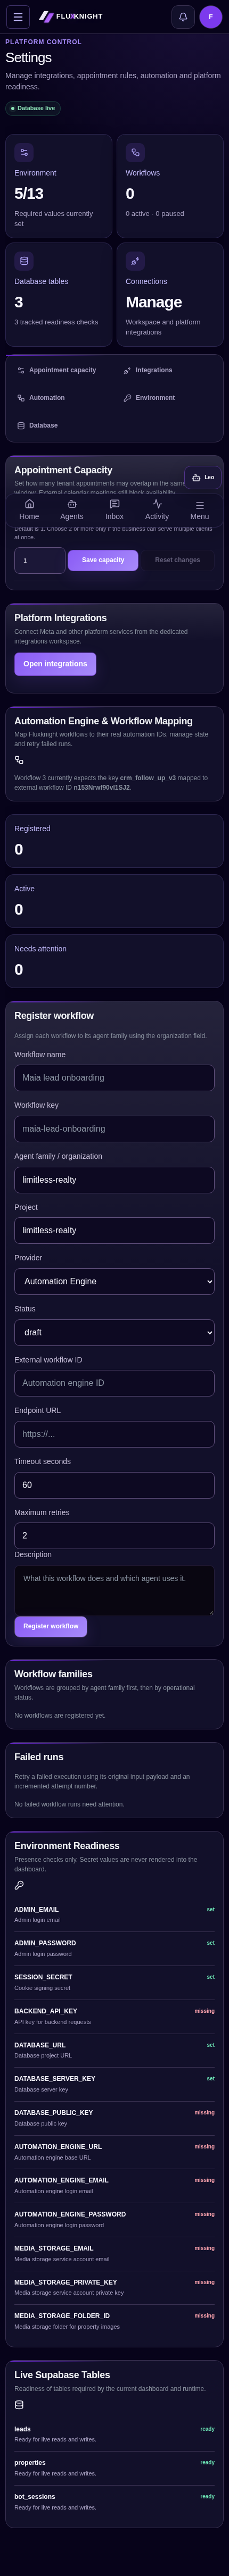 FLUXKNIGHT
F
PLATFORM CONTROL
Settings
Manage integrations, appointment rules, automation and platform
readiness.
Database live
Environment
5/13
Required values currently
set
Workflows
0
0 active · 0 paused
Database tables
3
3 tracked readiness checks
Connections
Manage
Workspace and platform
integrations
Appointment capacity
Integrations
Automation
Environment
Database
Appointment Capacity
Set how many tenant appointments may overlap in the same
Leo
Home
Agents
Inbox
Activity
Menu
Default is 1. Choose 2 or more only if the business can serve multiple clients
at once.
1
Save capacity
Reset changes
Platform Integrations
Connect Meta and other platform services from the dedicated
integrations workspace.
Open integrations
Automation Engine & Workflow Mapping
Map Fluxknight workflows to their real automation IDs, manage state
and retry failed runs.
Workflow 3 currently expects the key crm_follow_up_v3 mapped to
external workflow ID n153Nrwf90vl1SJ2.
Registered
0
Active
0
Needs attention
0
Register workflow
Assign each workflow to its agent family using the organization field.
Workflow name
Maia lead onboarding
Workflow key
maia-lead-onboarding
Agent family / organization
limitless-realty
Project
limitless-realty
Provider
Automation Engine
Status
draft
External workflow ID
Automation engine ID
Endpoint URL
https://...
Timeout seconds
60
Maximum retries
2
Description
What this workflow does and which agent uses it.
Register workflow
Workflow families
Workflows are grouped by agent family first, then by operational
status.
No workflows are registered yet.
Failed runs
Retry a failed execution using its original input payload and an
incremented attempt number.
No failed workflow runs need attention.
Environment Readiness
Presence checks only. Secret values are never rendered into the
dashboard.
ADMIN_EMAIL
set
Admin login email
ADMIN_PASSWORD
set
Admin login password
SESSION_SECRET
set
Cookie signing secret
BACKEND_API_KEY
missing
API key for backend requests
DATABASE_URL
set
Database project URL
DATABASE_SERVER_KEY
set
Database server key
DATABASE_PUBLIC_KEY
missing
Database public key
AUTOMATION_ENGINE_URL
missing
Automation engine base URL
AUTOMATION_ENGINE_EMAIL
missing
Automation engine login email
AUTOMATION_ENGINE_PASSWORD
missing
Automation engine login password
MEDIA_STORAGE_EMAIL
missing
Media storage service account email
MEDIA_STORAGE_PRIVATE_KEY
missing
Media storage service account private key
MEDIA_STORAGE_FOLDER_ID
missing
Media storage folder for property images
Live Supabase Tables
Readiness of tables required by the current dashboard and runtime.
leads
ready
Ready for live reads and writes.
properties
ready
Ready for live reads and writes.
bot_sessions
ready
Ready for live reads and writes.